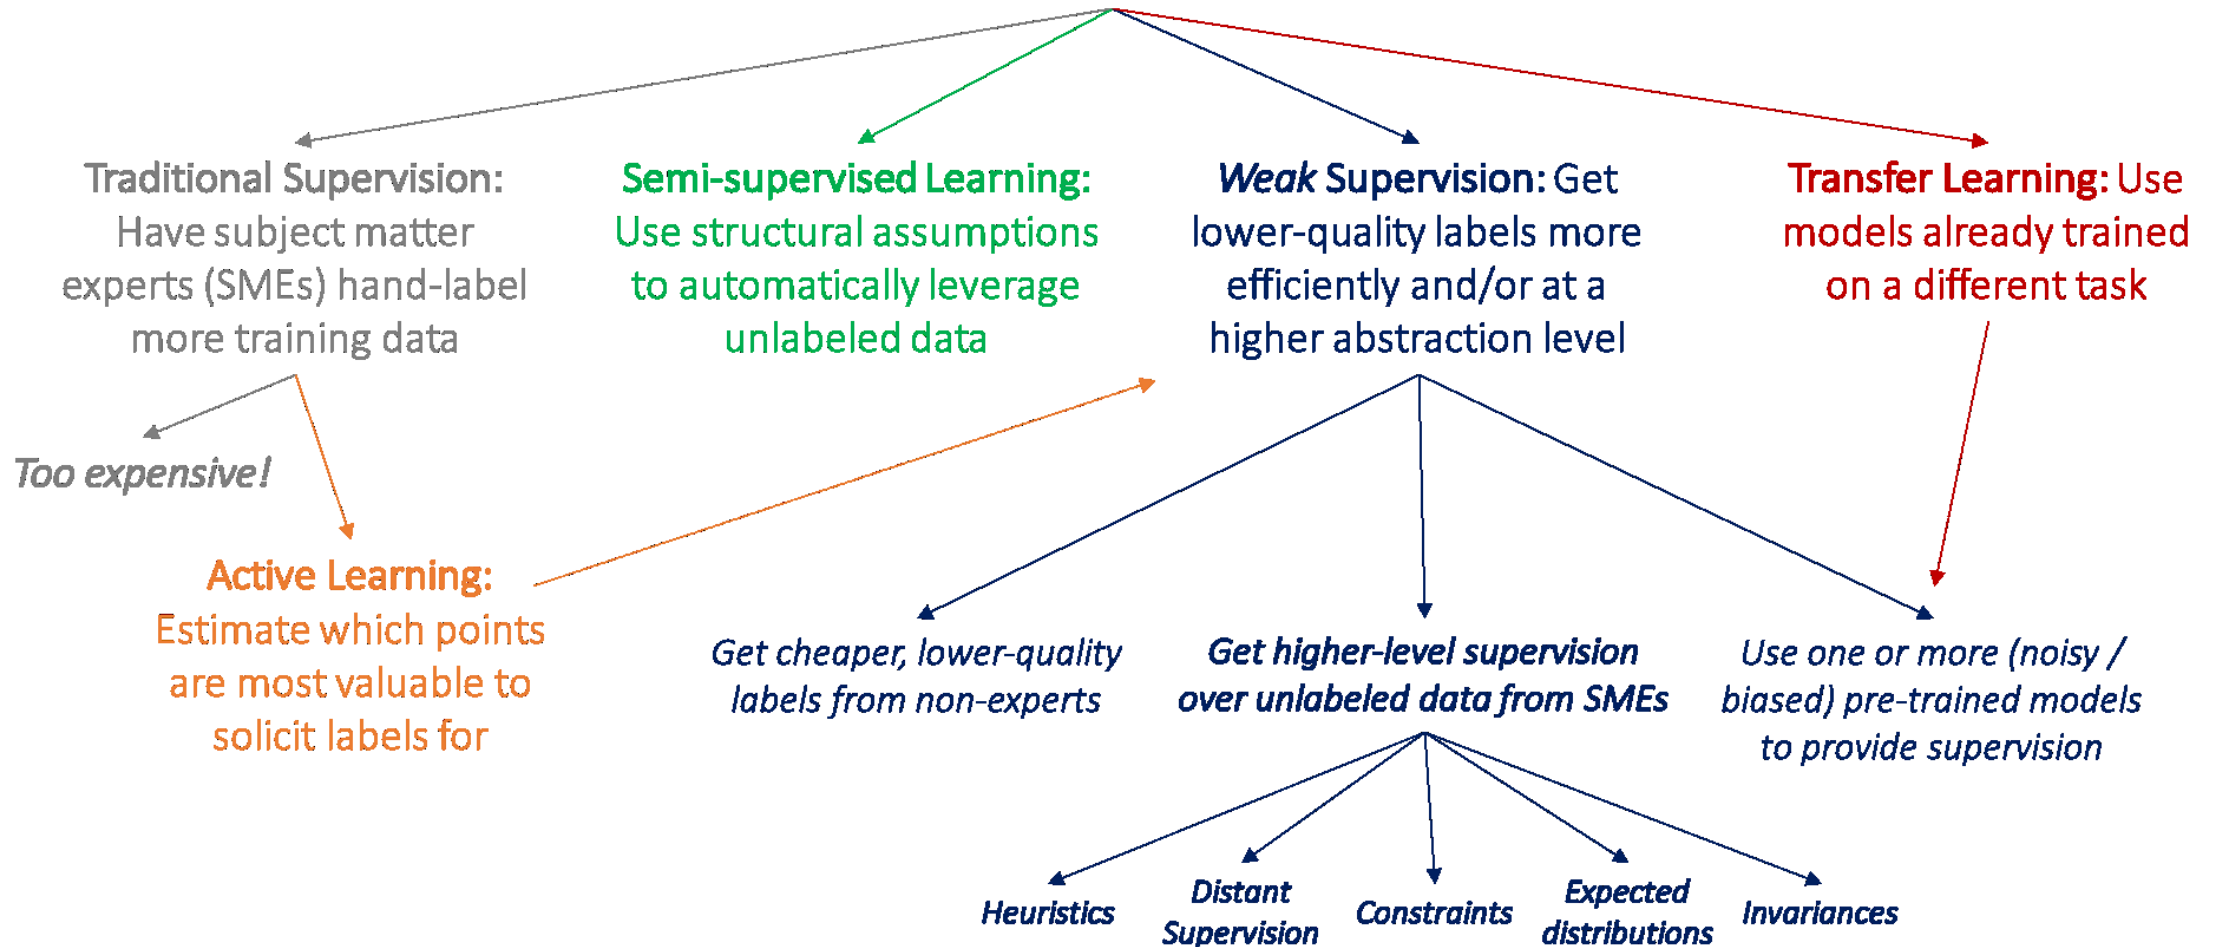 Traditional Supervision:
Have subject matter
experts (SMEs) hand-label
more training data
Semi-supervised Learning:
Use structural assumptions
to automatically leverage
unlabeled data
Weak Supervision: Get
lower-quality labels more
efficiently and/or at a
higher abstraction level
Transfer Learning: Use
models already trained
on a different task
Too expensive!
Active Learning:
Estimate which points
are most valuable to
solicit labels for
Get cheaper, lower-quality
labels from non-experts
Get higher-level supervision
over unlabeled data from SMEs
Use one or more (noisy /
biased) pre-trained models
to provide supervision
Heuristics
Distant
Supervision
Constraints
Expected
distributions
Invariances